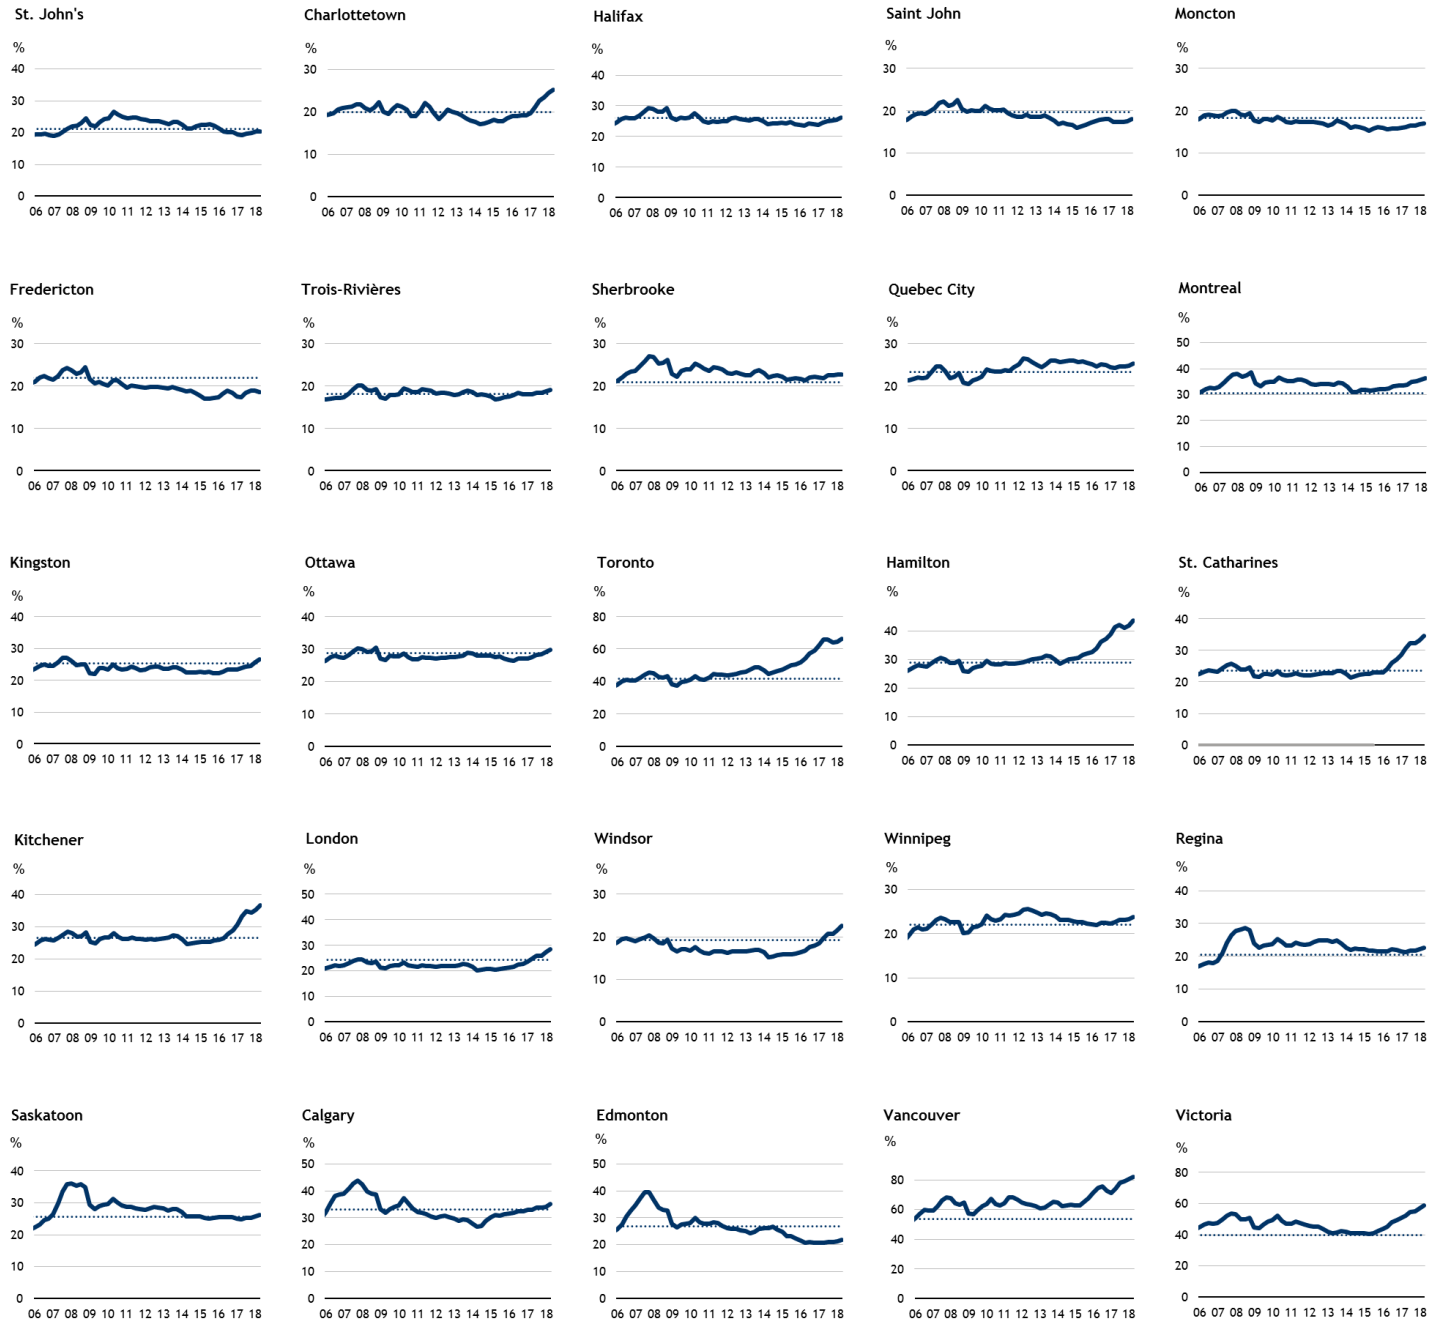 St. John's
%
40
30
20
10
0
06 07 08 09 10 11 12 13 14 15 16 17 18
Charlottetown
%
30
20
10
0
06 07 08 09 10 11 12 13 14 15 16 17 18
Halifax
%
40
30
20
10
0
06 07 08 09 10 11 12 13 14 15 16 17 18
Saint John
%
30
20
10
0
06 07 08 09 10 11 12 13 14 15 16 17 18
Moncton
%
30
20
10
0
06 07 08 09 10 11 12 13 14 15 16 17 18
Fredericton
%
30
20
10
0
06 07 08 09 10 11 12 13 14 15 16 17 18
Trois-Rivières
%
30
20
10
0
06 07 08 09 10 11 12 13 14 15 16 17 18
Sherbrooke
%
30
20
10
0
06 07 08 09 10 11 12 13 14 15 16 17 18
Quebec City
%
30
20
10
0
06 07 08 09 10 11 12 13 14 15 16 17 18
Montreal
%
50
40
30
20
10
0
06 07 08 09 10 11 12 13 14 15 16 17 18
Kingston
%
40
30
20
10
0
06 07 08 09 10 11 12 13 14 15 16 17 18
Ottawa
%
40
30
20
10
0
06 07 08 09 10 11 12 13 14 15 16 17 18
Toronto
%
80
60
40
20
0
06 07 08 09 10 11 12 13 14 15 16 17 18
Hamilton
%
40
30
20
10
0
06 07 08 09 10 11 12 13 14 15 16 17 18
St. Catharines
%
40
30
20
10
0
06 07 08 09 10 11 12 13 14 15 16 17 18
Kitchener
%
40
30
20
10
0
06 07 08 09 10 11 12 13 14 15 16 17 18
London
%
50
40
30
20
10
0
06 07 08 09 10 11 12 13 14 15 16 17 18
Windsor
%
30
20
10
0
06 07 08 09 10 11 12 13 14 15 16 17 18
Winnipeg
%
30
20
10
0
06 07 08 09 10 11 12 13 14 15 16 17 18
Regina
%
40
30
20
10
0
06 07 08 09 10 11 12 13 14 15 16 17 18
Saskatoon
%
40
30
20
10
0
06 07 08 09 10 11 12 13 14 15 16 17 18
Calgary
%
50
40
30
20
10
0
06 07 08 09 10 11 12 13 14 15 16 17 18
Edmonton
%
50
40
30
20
10
0
06 07 08 09 10 11 12 13 14 15 16 17 18
Vancouver
%
80
60
40
20
0
06 07 08 09 10 11 12 13 14 15 16 17 18
Victoria
%
80
60
40
20
0
06 07 08 09 10 11 12 13 14 15 16 17 18